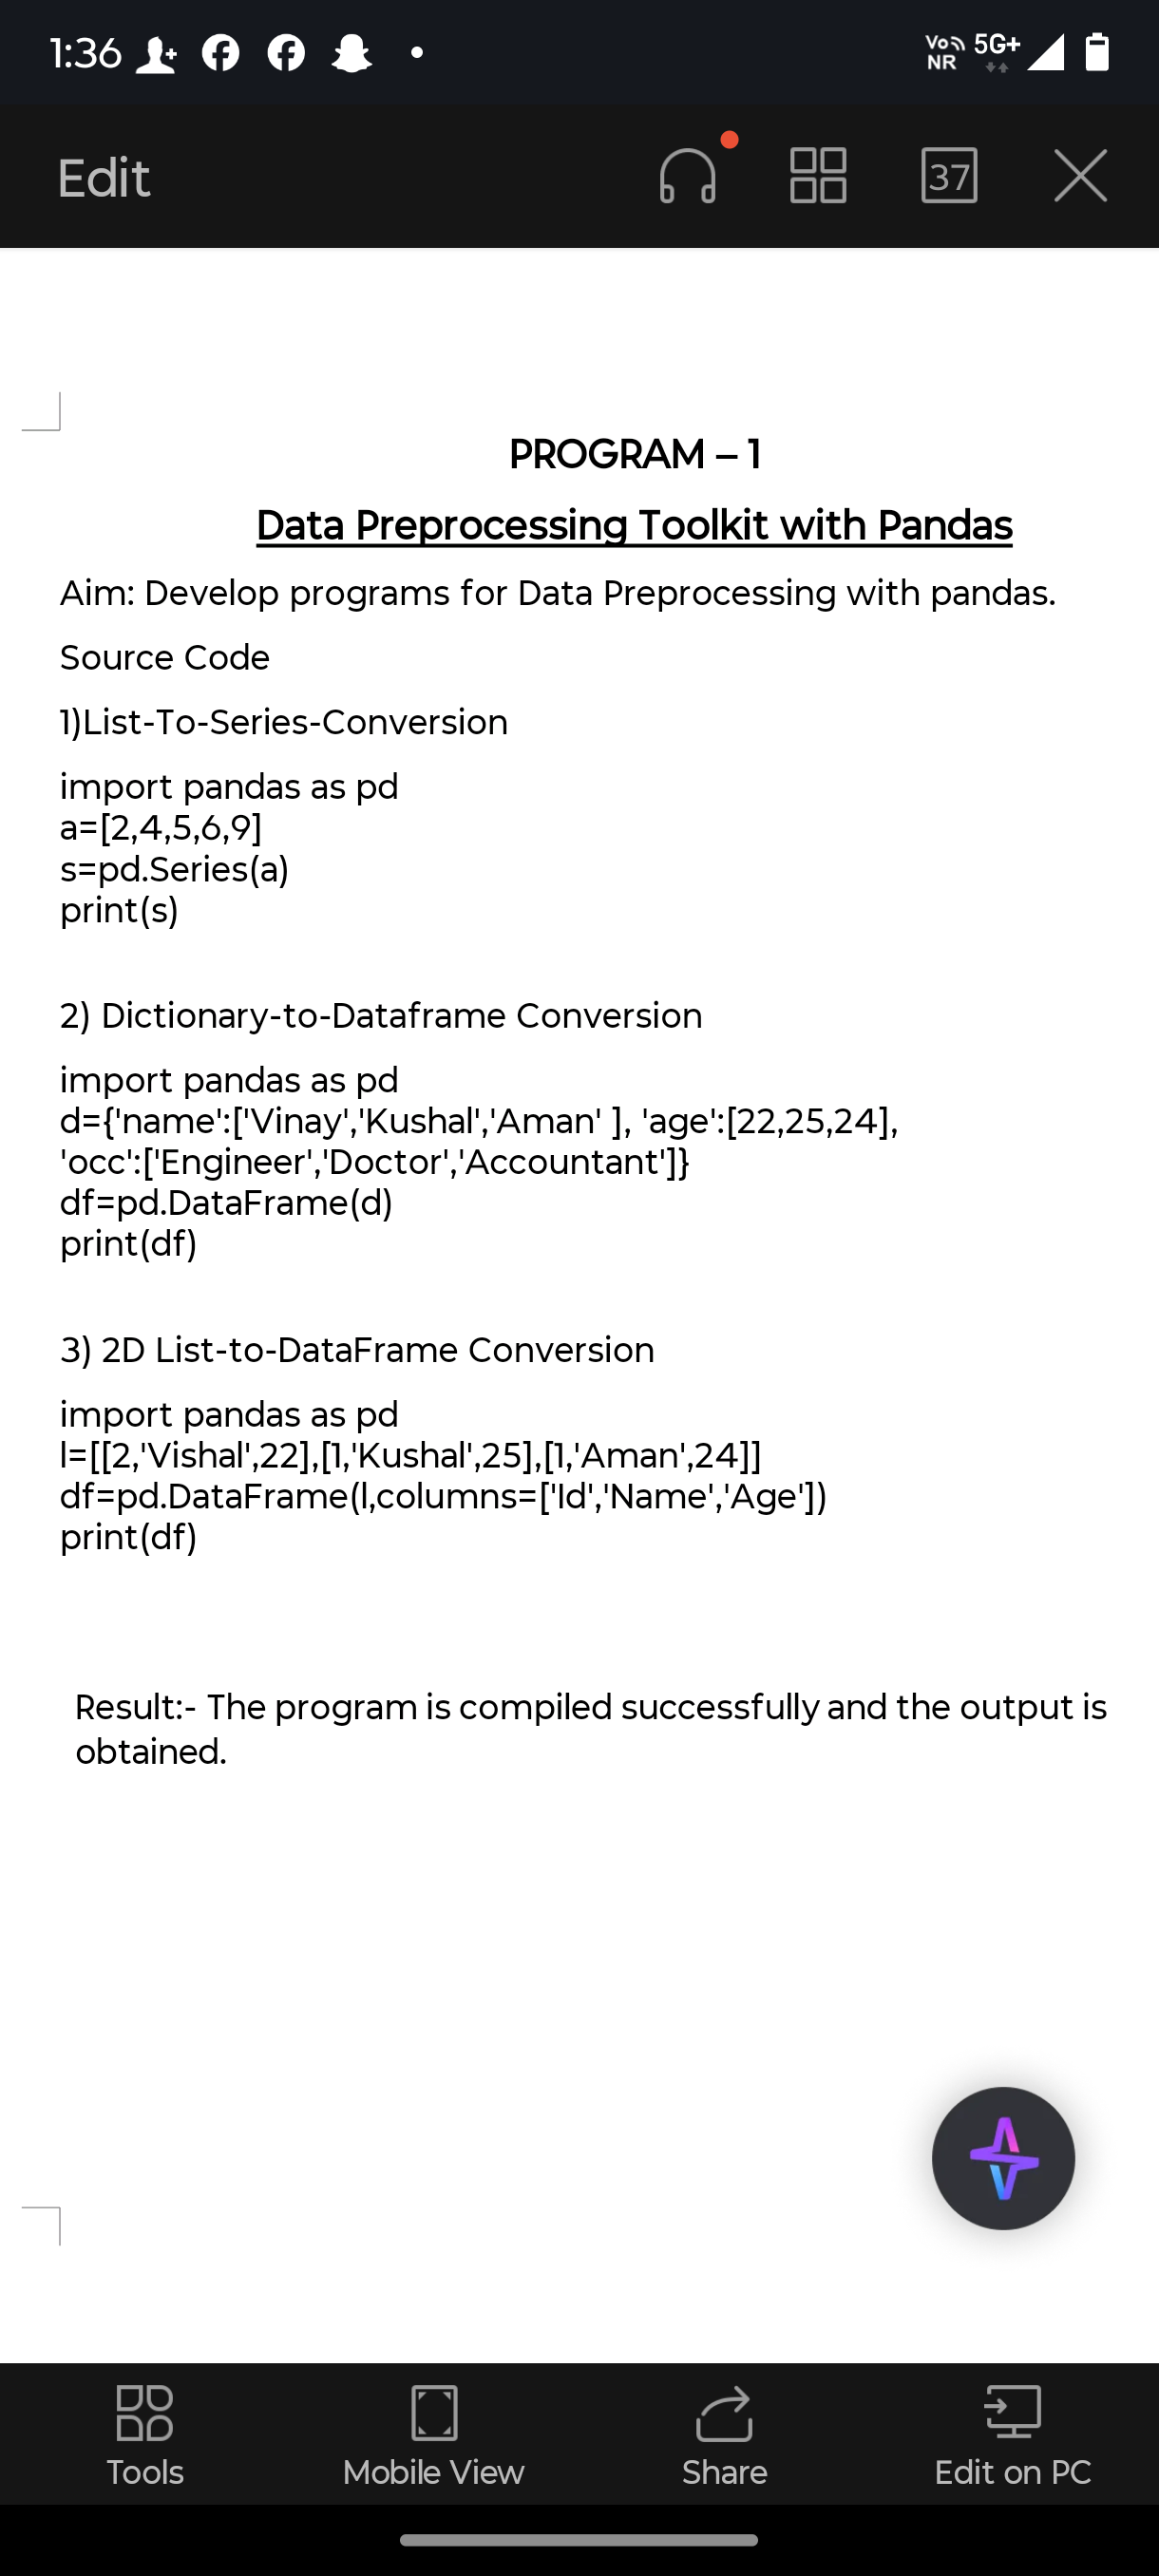 1:36
Vo NR 5G+
Edit
37
PROGRAM – 1
Data Preprocessing Toolkit with Pandas
Aim: Develop programs for Data Preprocessing with pandas.
Source Code
1)List-To-Series-Conversion
import pandas as pd
a=[2,4,5,6,9]
s=pd.Series(a)
print(s)
2) Dictionary-to-Dataframe Conversion
import pandas as pd
d={'name':['Vinay','Kushal','Aman' ], 'age':[22,25,24],
'occ':['Engineer','Doctor','Accountant']}
df=pd.DataFrame(d)
print(df)
3) 2D List-to-DataFrame Conversion
import pandas as pd
l=[[2,'Vishal',22],[1,'Kushal',25],[1,'Aman',24]]
df=pd.DataFrame(l,columns=['Id','Name','Age'])
print(df)
Result:- The program is compiled successfully and the output is
obtained.
Tools Mobile View Share Edit on PC